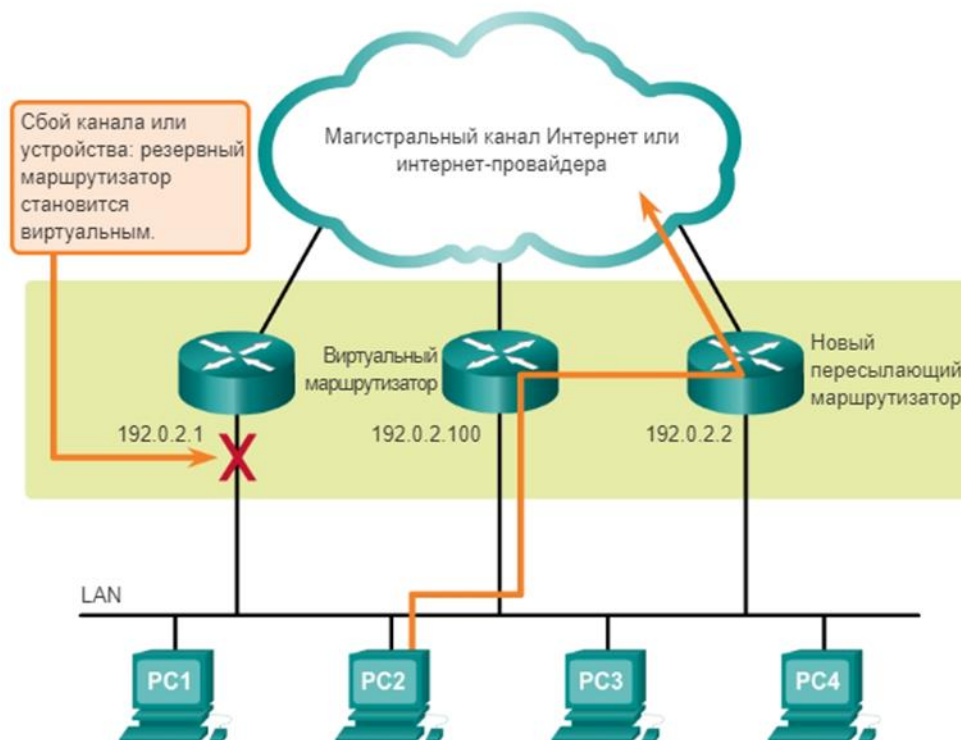 Сбой канала или
устройства: резервный
маршрутизатор
становится
виртуальным.
Магистральный канал Интернет или
интернет-провайдера
Виртуальный
маршрутизатор
Новый
пересылающий
маршрутизатор
192.0.2.1
192.0.2.100
192.0.2.2
X
LAN
PC1
PC2
PC3
PC4